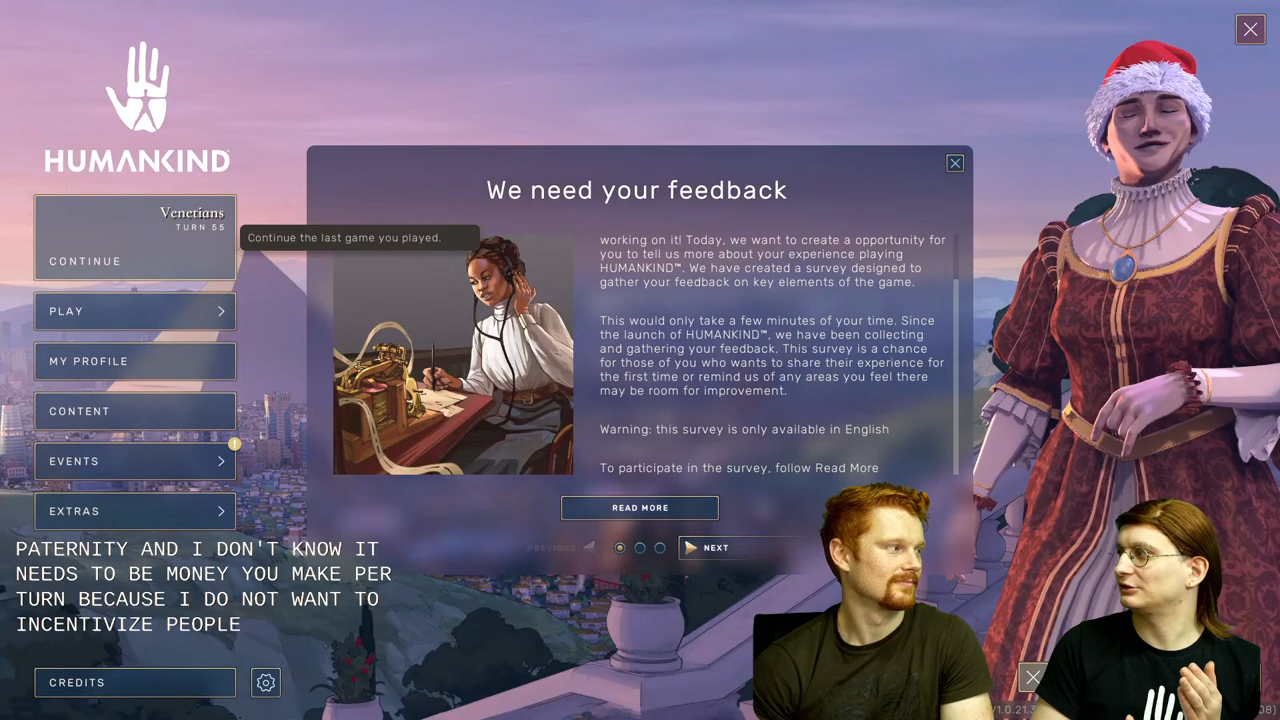 HUMANKIND
Venetians
TURN 55
CONTINUE
Continue the last game you played.
PLAY
MY PROFILE
CONTENT
!
EVENTS
EXTRAS
We need your feedback
working on it! Today, we want to create a opportunity for
you to tell us more about your experience playing
HUMANKIND™. We have created a survey designed to
gather your feedback on key elements of the game.
This would only take a few minutes of your time. Since
the launch of HUMANKIND™, we have been collecting
and gathering your feedback. This survey is a chance
for those of you who wants to share their experience for
the first time or remind us of any areas you feel there
may be room for improvement.
Warning: this survey is only available in English
To participate in the survey, follow Read More
READ MORE
PREVIOUS
NEXT
PATERNITY AND I DON'T KNOW IT
NEEDS TO BE MONEY YOU MAKE PER
TURN BECAUSE I DO NOT WANT TO
INCENTIVIZE PEOPLE
CREDITS